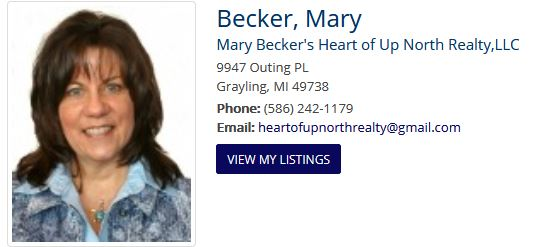 Becker, Mary
Mary Becker's Heart of Up North Realty,LLC
9947 Outing PL
Grayling, MI 49738
Phone: (586) 242-1179
Email: heartofupnorthrealty@gmail.com
VIEW MY LISTINGS